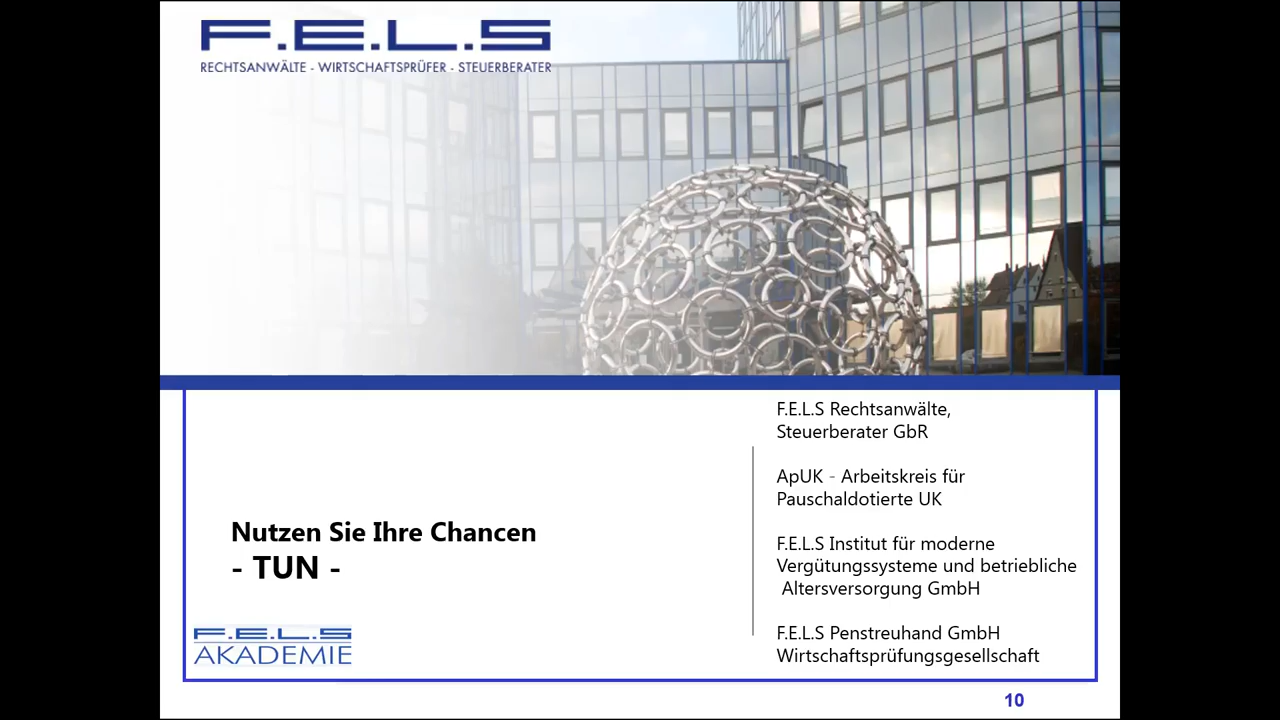 F.E.L.S
RECHTSANWÄLTE - WIRTSCHAFTSPRÜFER - STEUERBERATER
Nutzen Sie Ihre Chancen
- TUN -
F.E.L.S
AKADEMIE
F.E.L.S Rechtsanwälte,
Steuerberater GbR
ApUK - Arbeitskreis für
Pauschaldotierte UK
F.E.L.S Institut für moderne
Vergütungssysteme und betriebliche
Altersversorgung GmbH
F.E.L.S Penstreuhand GmbH
Wirtschaftsprüfungsgesellschaft
10